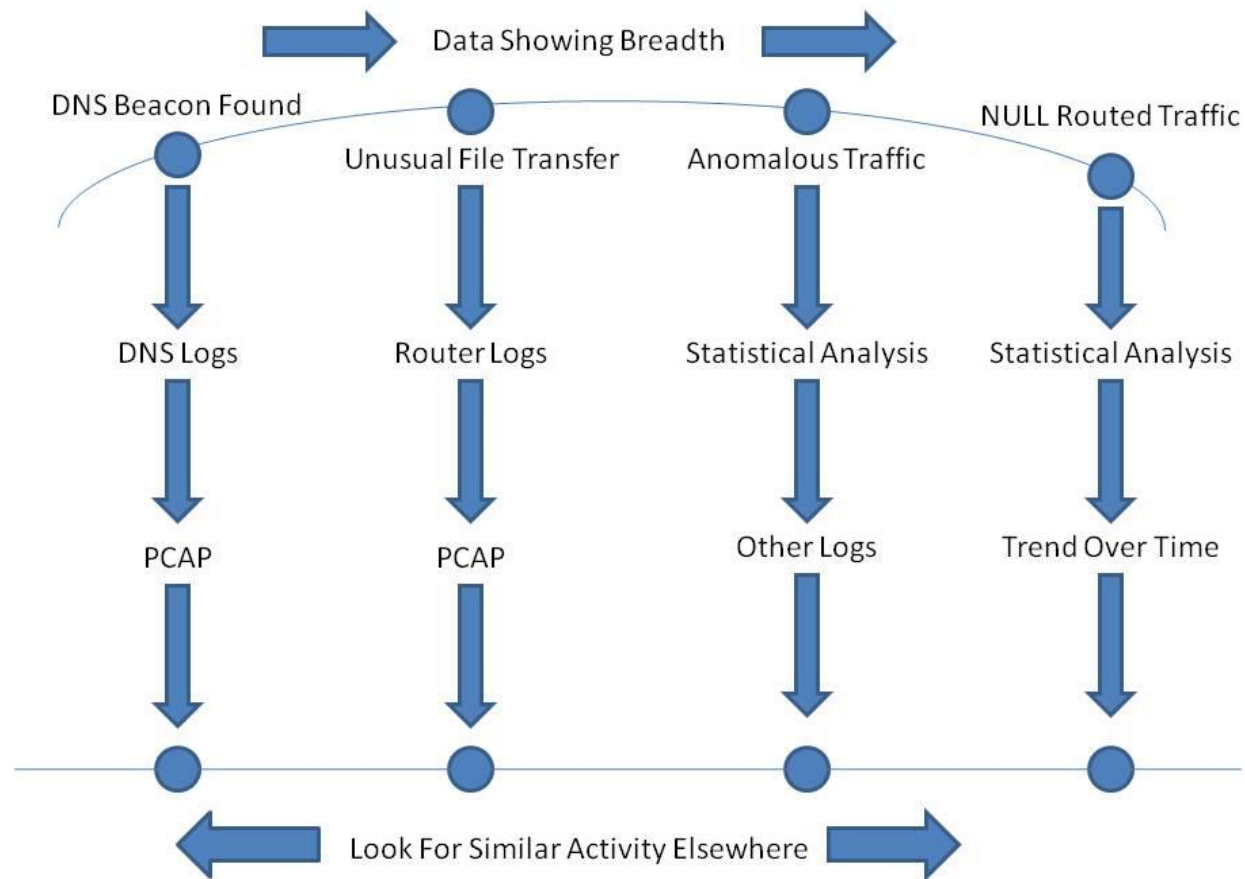 Data Showing Breadth
DNS Beacon Found
NULL Routed Traffic
Unusual File Transfer
Anomalous Traffic
DNS Logs
Router Logs
Statistical Analysis
Statistical Analysis
PCAP
PCAP
Other Logs
Trend Over Time
Look For Similar Activity Elsewhere